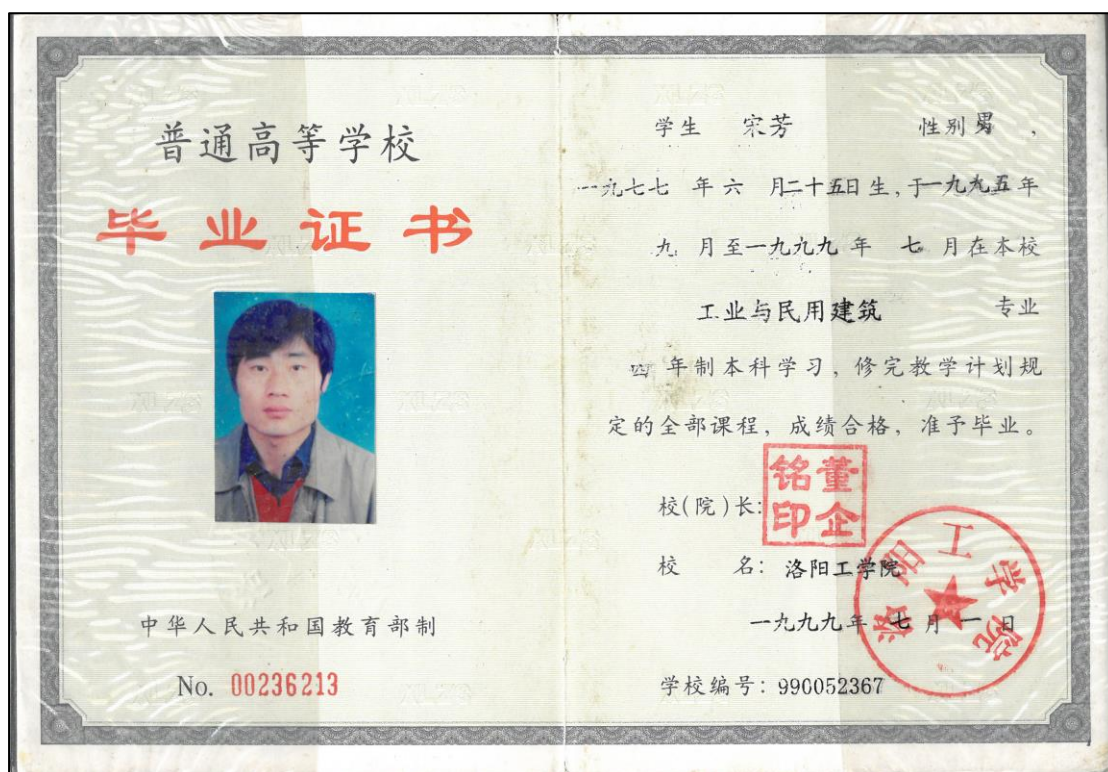 普通高等学校
毕业证书
中华人民共和国教育部制
No. 00236213
学生 宋芳 性别 男 ,
一九七七 年 六 月二十五日生,于一九九五年
九 月至一九九九 年 七 月在本校
工业与民用建筑 专业
四 年制本科学习，修完教学计划规
定的全部课程，成绩合格，准予毕业。
校(院)长:
董企铭印
校 名: 洛阳工学院
一九九九年 七 月 一 日
洛阳工学院
学校编号: 990052367